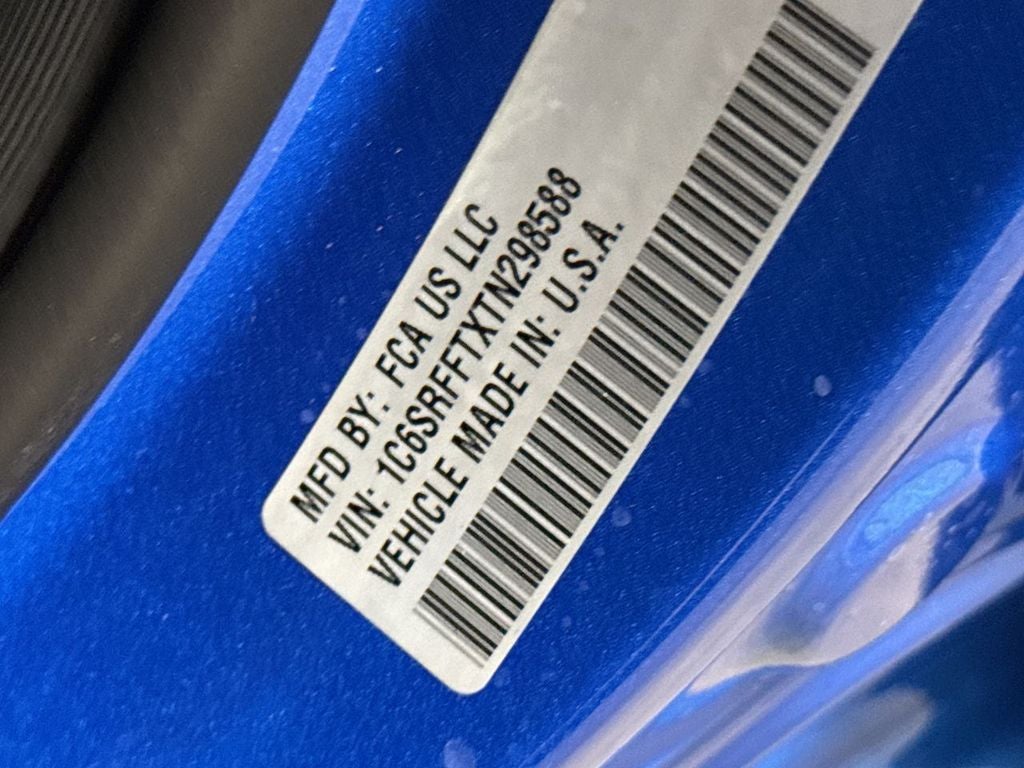 MFD BY: FCA US LLC
VIN: 1C6SRFFTXTN298588
VEHICLE MADE IN: U.S.A.